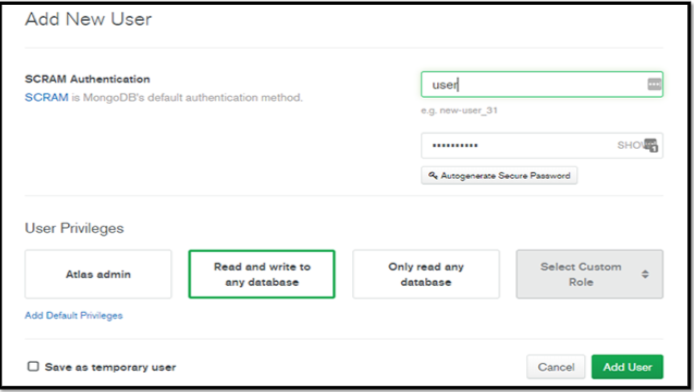 Add New User
SCRAM Authentication
SCRAM is MongoDB's default authentication method.
user
e.g. new-user_31
••••••••••
Autogenerate Secure Password
User Privileges
Atlas admin
Read and write to
any database
Only read any
database
Select Custom
Role
Add Default Privileges
Save as temporary user
Cancel
Add User